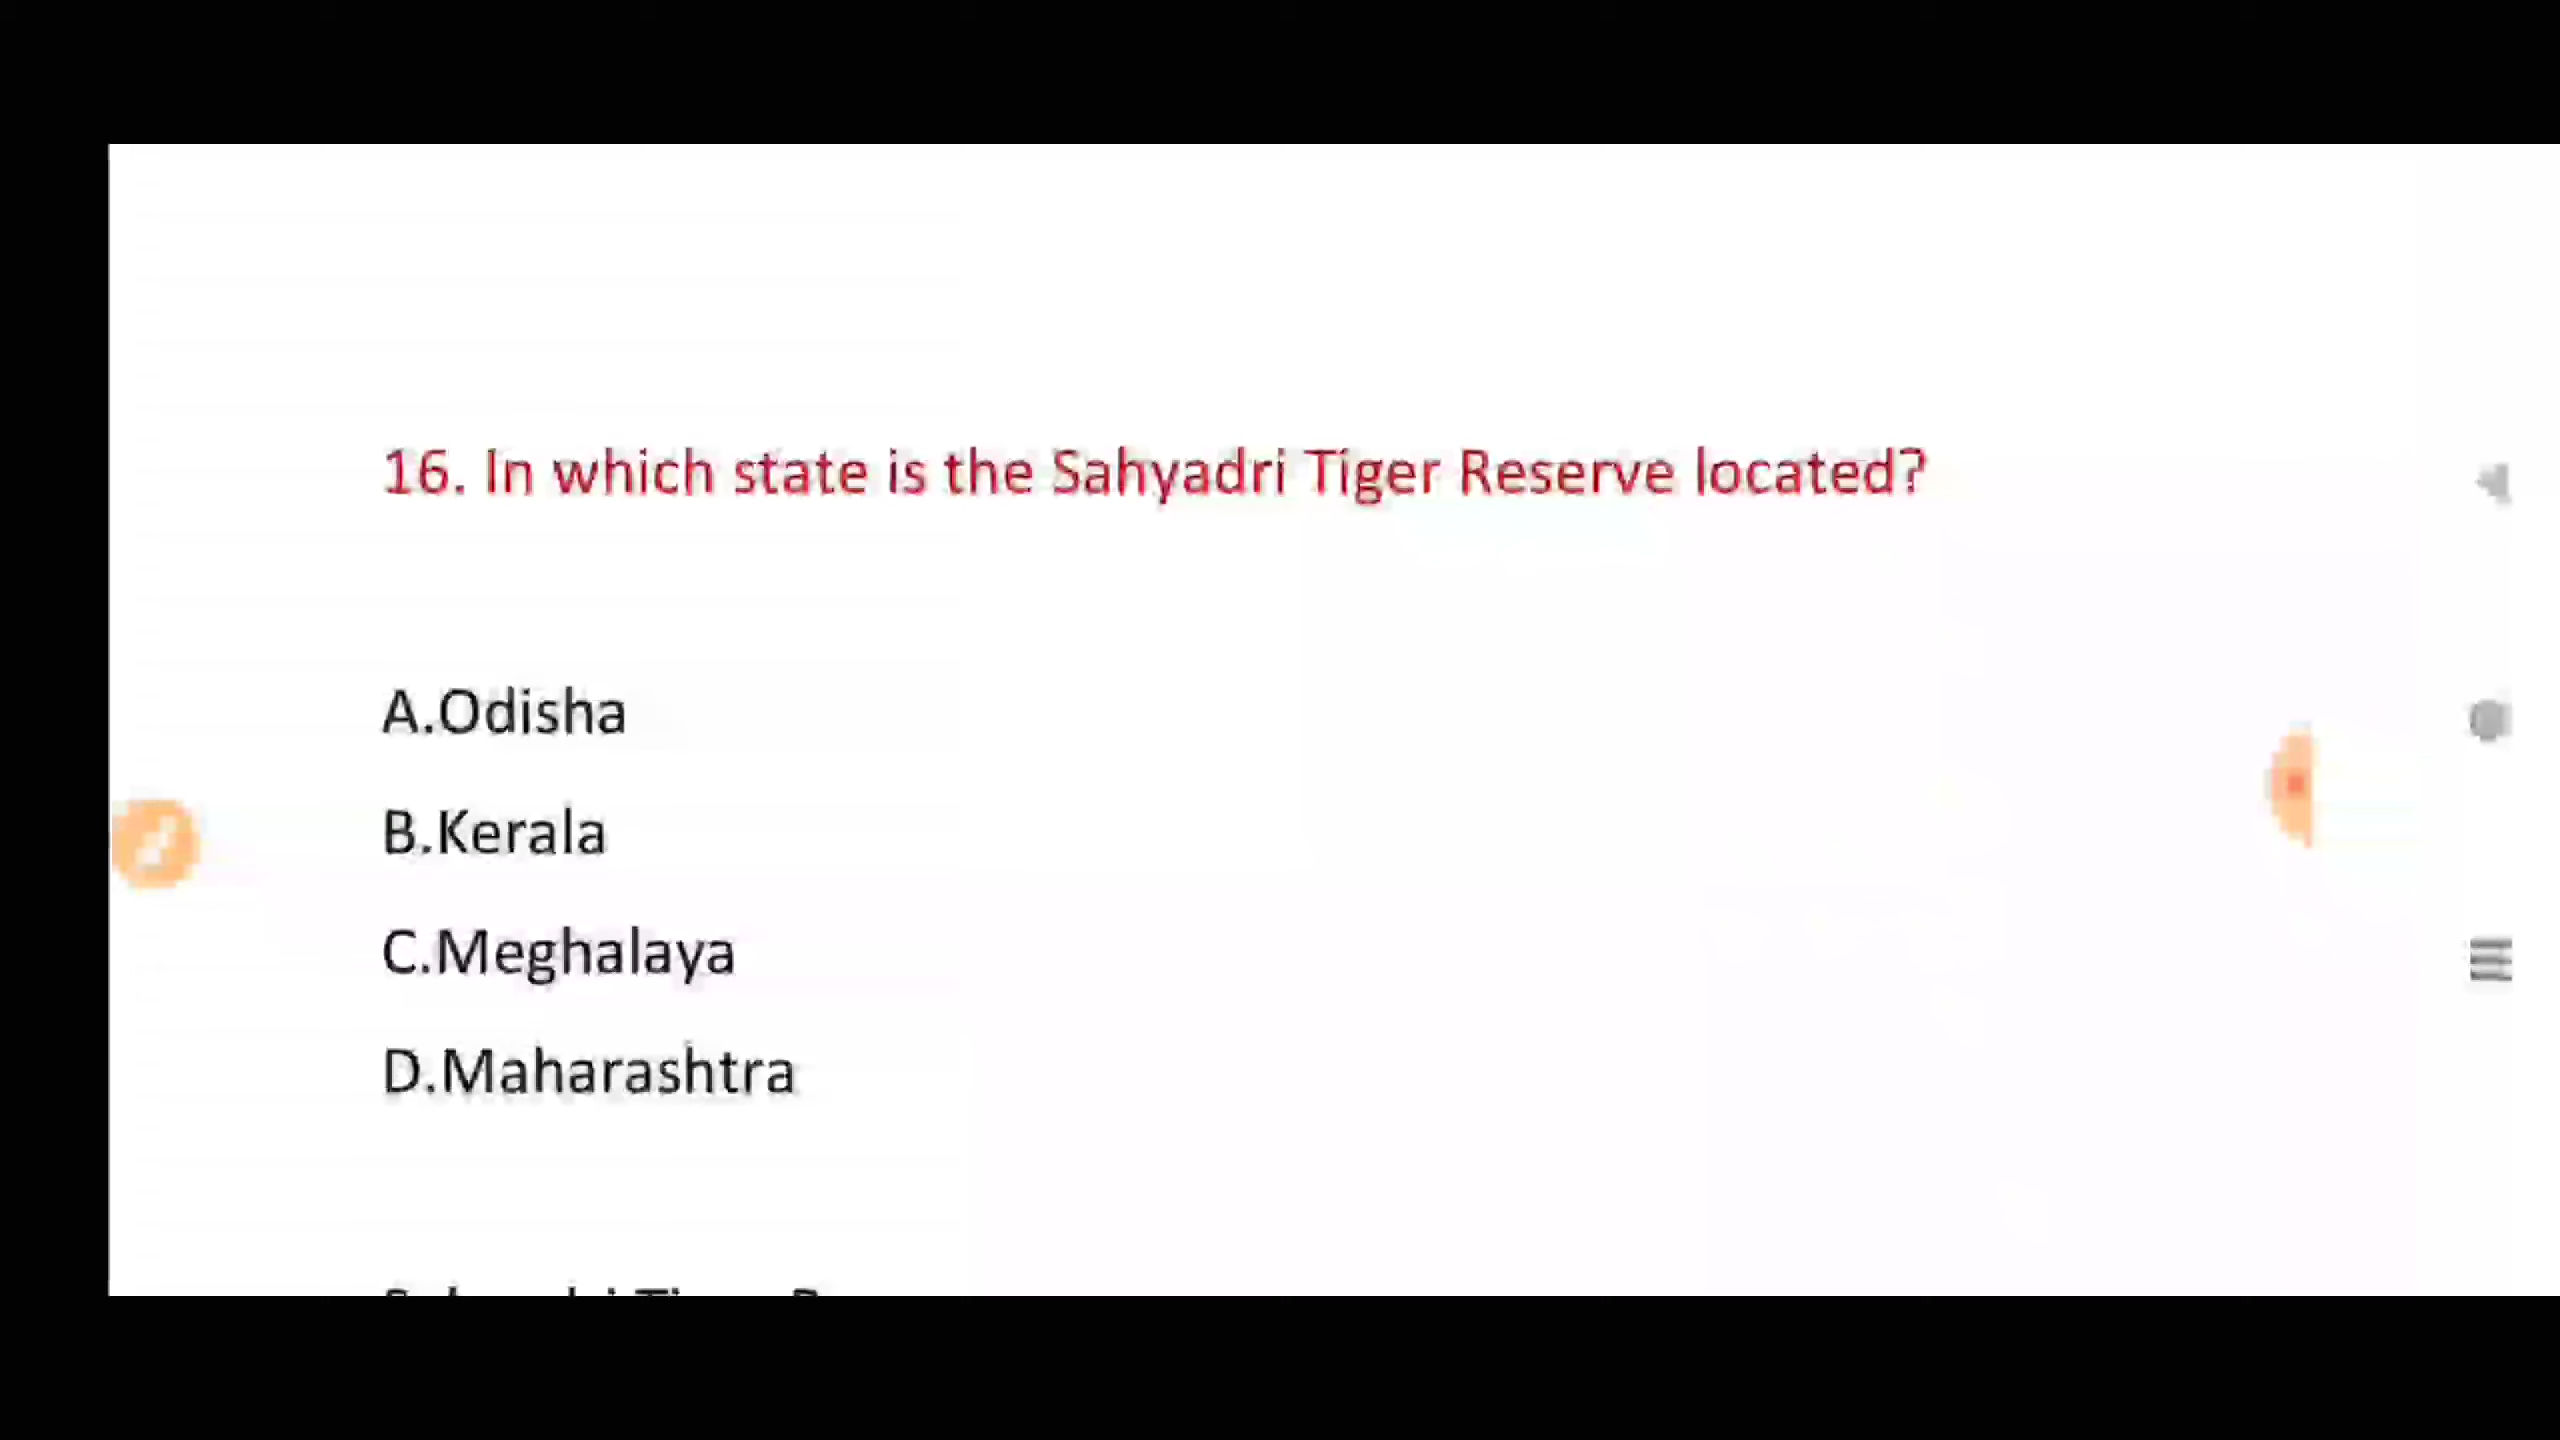 16. In which state is the Sahyadri Tiger Reserve located?
A.Odisha
B.Kerala
C.Meghalaya
D.Maharashtra